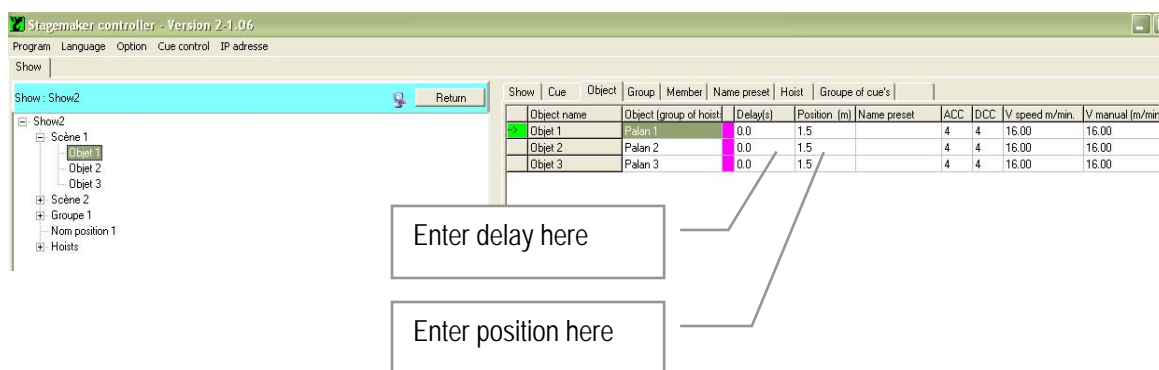 Stagemaker controller - Version 2-1.06
Program Language Option Cue control IP adresse
Show
Show : Show2 Return
Show2
Scène 1
Objet 1
Objet 2
Objet 3
Scène 2
Groupe 1
Nom position 1
Hoists
Show Cue Object Group Member Name preset Hoist Groupe of cue's
Object name Object (group of hoist: Delay(s) Position (m) Name preset ACC DCC V speed m/min. V manual (m/min
Objet 1 Palan 1 0.0 1.5 4 4 16.00 16.00
Objet 2 Palan 2 0.0 1.5 4 4 16.00 16.00
Objet 3 Palan 3 0.0 1.5 4 4 16.00 16.00
Enter delay here
Enter position here